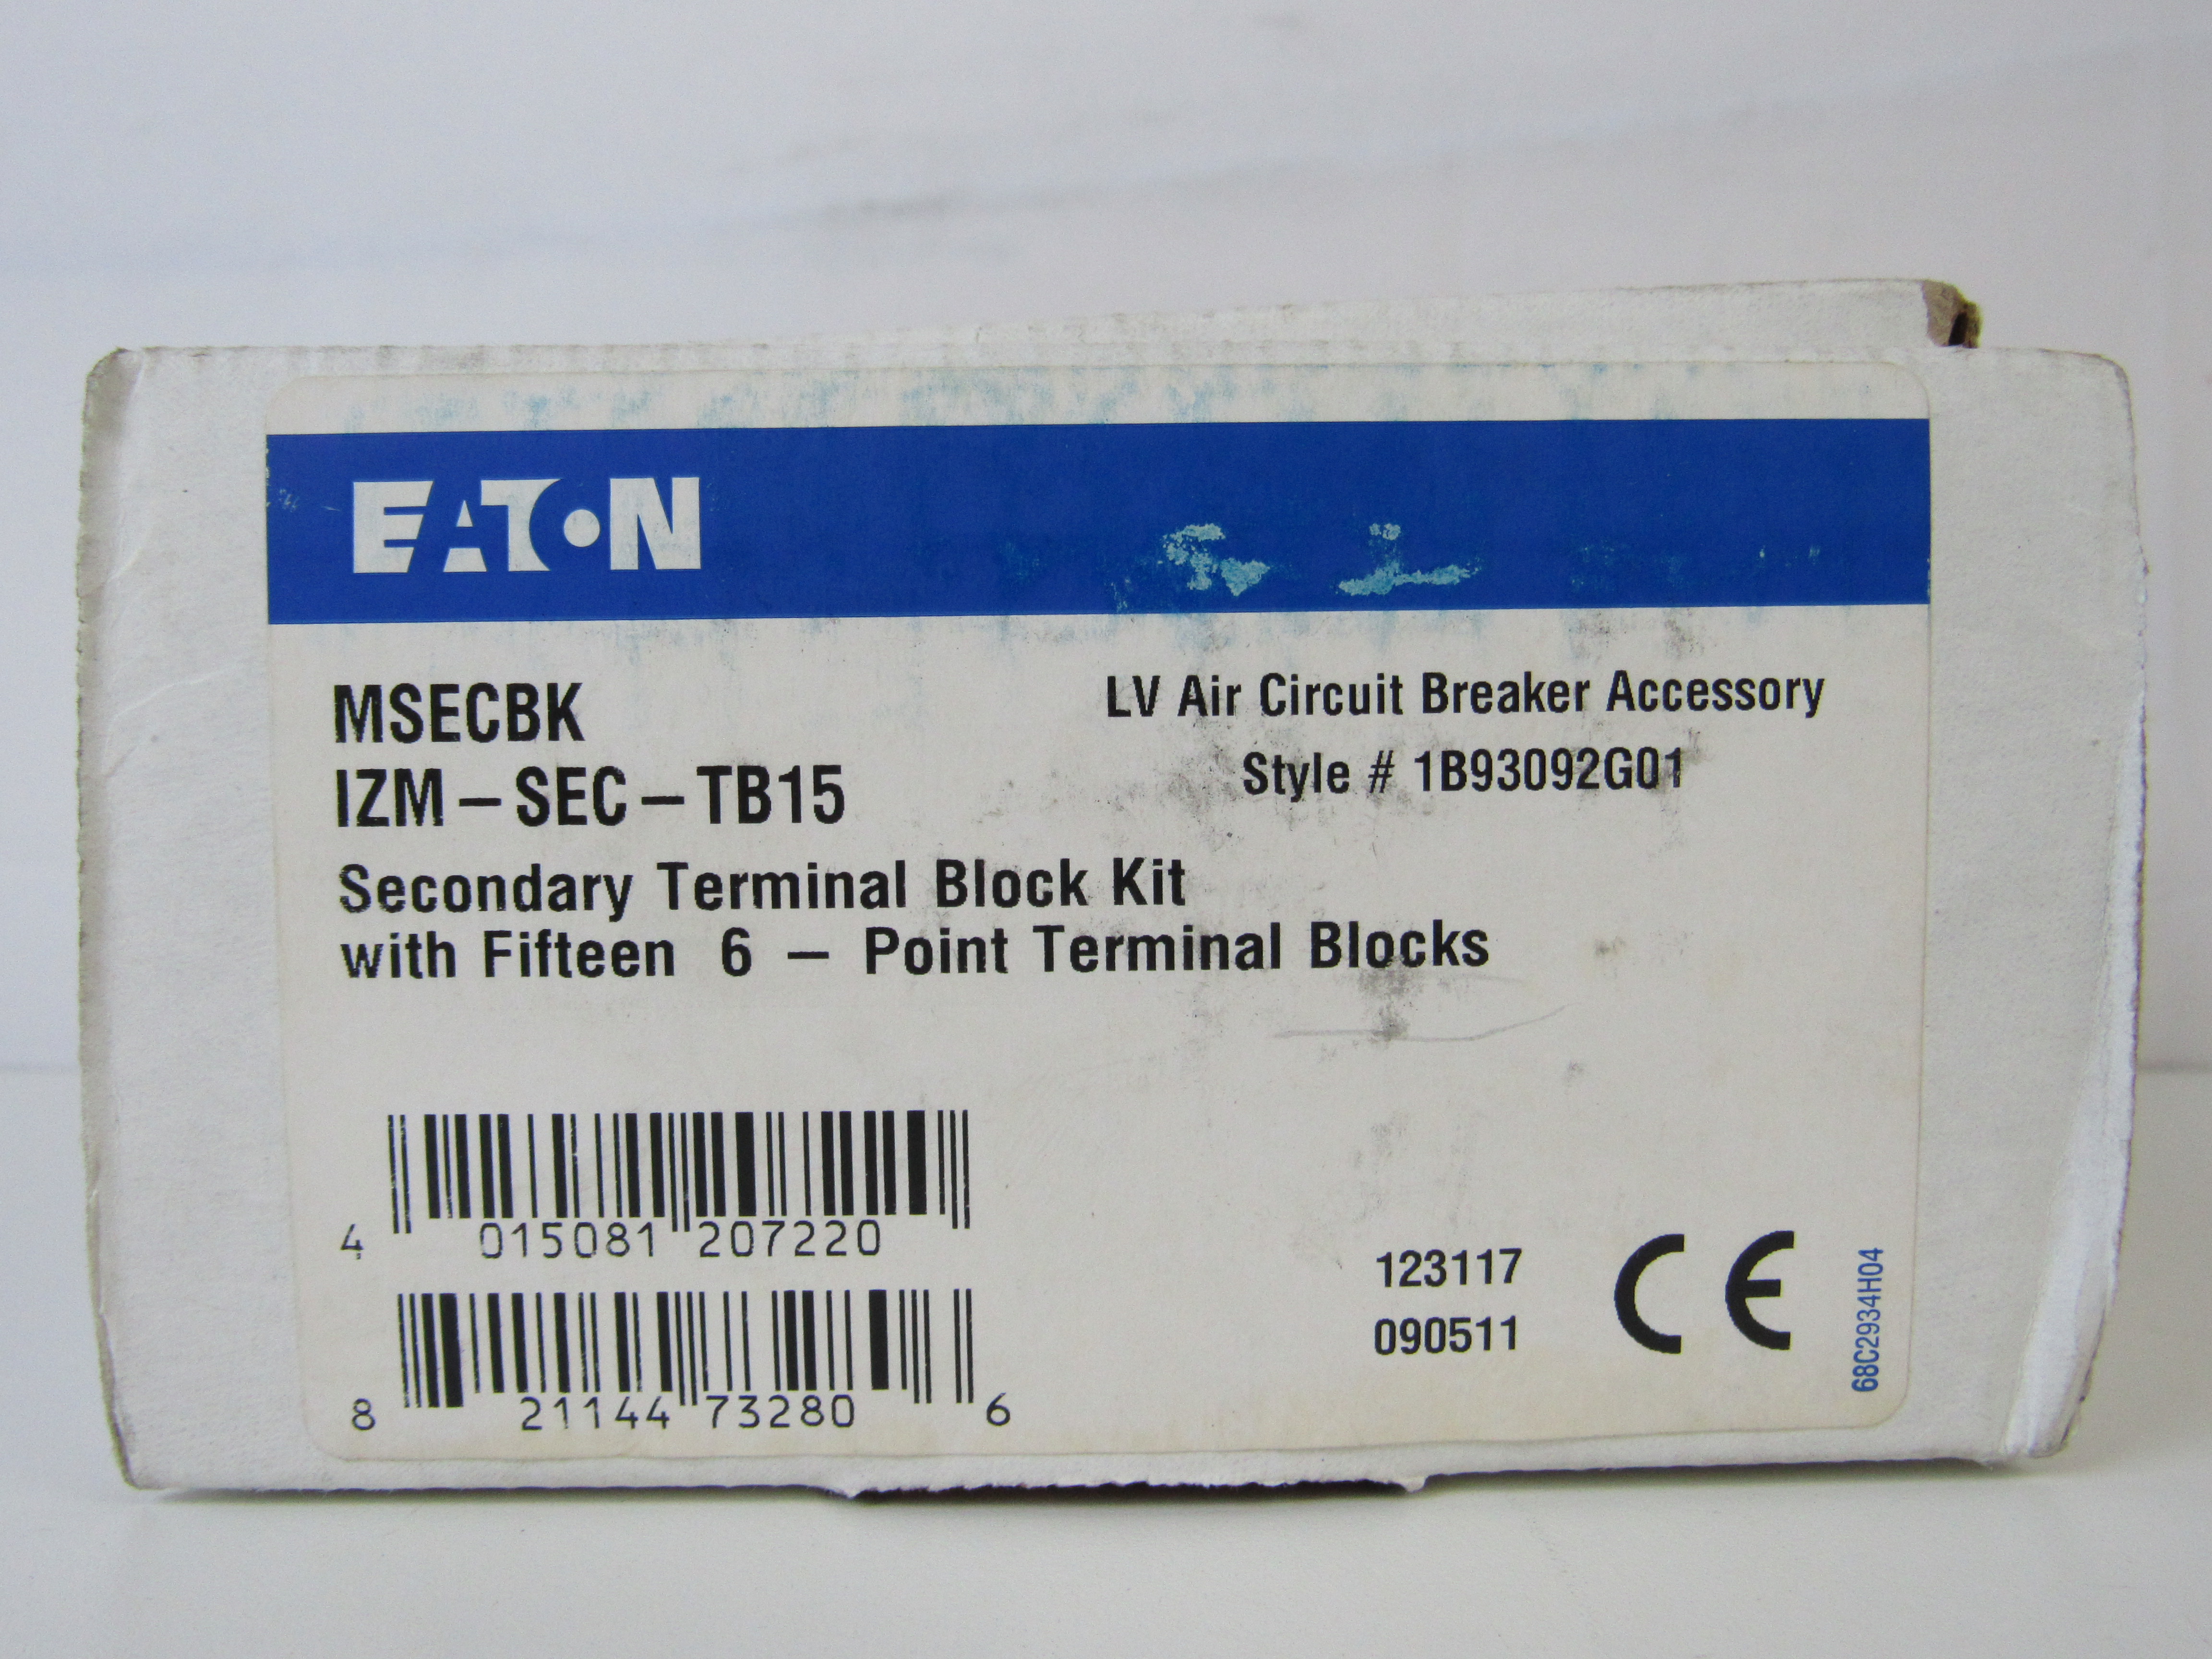 EATON
MSECBK
IZM – SEC – TB15
LV Air Circuit Breaker Accessory
Style # 1B93092G01
Secondary Terminal Block Kit
with Fifteen 6 – Point Terminal Blocks
4 015081 207220
8 21144 73280 6
123117
090511
CE
68C2934H04